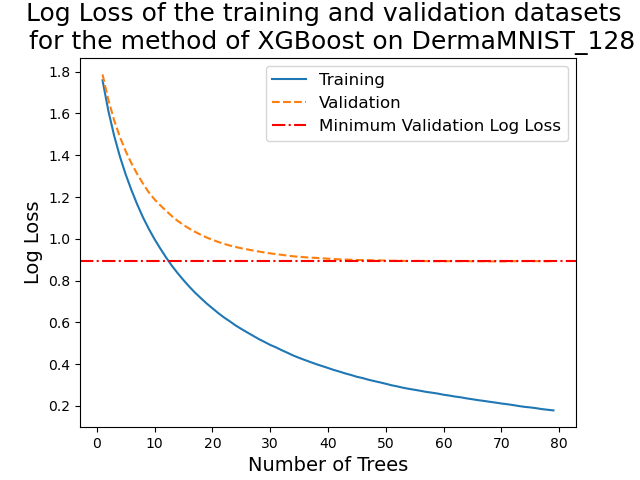 Log Loss of the training and validation datasets
for the method of XGBoost on DermaMNIST_128
Training
Validation
Minimum Validation Log Loss
Log Loss
1.8
1.6
1.4
1.2
1.0
0.8
0.6
0.4
0.2
0 10 20 30 40 50 60 70 80
Number of Trees